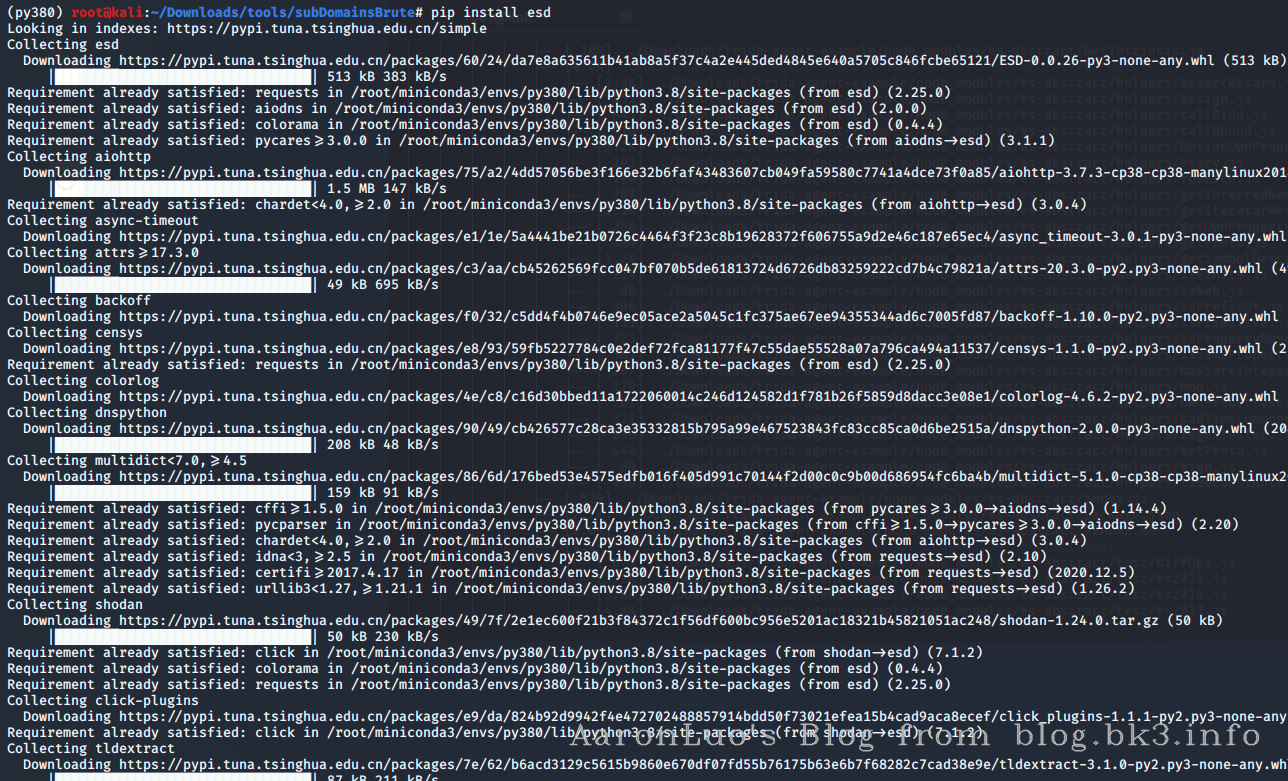 (py380) root@kali:~/Downloads/tools/subDomainsBrute# pip install esd
Looking in indexes: https://pypi.tuna.tsinghua.edu.cn/simple
Collecting esd
Downloading https://pypi.tuna.tsinghua.edu.cn/packages/60/24/da7e8a635611b41ab8a5f37c4a2e445ded4845e640a5705c846fcbe65121/ESD-0.0.26-py3-none-any.whl (513 kB)
| | 513 kB 383 kB/s
Requirement already satisfied: requests in /root/miniconda3/envs/py380/lib/python3.8/site-packages (from esd) (2.25.0)
Requirement already satisfied: aiodns in /root/miniconda3/envs/py380/lib/python3.8/site-packages (from esd) (2.0.0)
Requirement already satisfied: colorama in /root/miniconda3/envs/py380/lib/python3.8/site-packages (from esd) (0.4.4)
Requirement already satisfied: pycares>=3.0.0 in /root/miniconda3/envs/py380/lib/python3.8/site-packages (from aiodns->esd) (3.1.1)
Collecting aiohttp
Downloading https://pypi.tuna.tsinghua.edu.cn/packages/75/a2/4dd57056be3f166e32b6faf43483607cb049fa59580c7741a4dce73f0a85/aiohttp-3.7.3-cp38-cp38-manylinux201
| | 1.5 MB 147 kB/s
Requirement already satisfied: chardet<4.0,>=2.0 in /root/miniconda3/envs/py380/lib/python3.8/site-packages (from aiohttp->esd) (3.0.4)
Collecting async-timeout
Downloading https://pypi.tuna.tsinghua.edu.cn/packages/e1/1e/5a4441be21b0726c4464f3f23c8b19628372f606755a9d2e46c187e65ec4/async_timeout-3.0.1-py3-none-any.whl
Collecting attrs>=17.3.0
Downloading https://pypi.tuna.tsinghua.edu.cn/packages/c3/aa/cb45262569fcc047bf070b5de61813724d6726db83259222cd7b4c79821a/attrs-20.3.0-py2.py3-none-any.whl (4
| | 49 kB 695 kB/s
Collecting backoff
Downloading https://pypi.tuna.tsinghua.edu.cn/packages/f0/32/c5dd4f4b0746e9ec05ace2a5045c1fc375ae67ee94355344ad6c7005fd87/backoff-1.10.0-py2.py3-none-any.whl
Collecting censys
Downloading https://pypi.tuna.tsinghua.edu.cn/packages/e8/93/59fb5227784c0e2def72fca81177f47c55dae55528a07a796ca494a11537/censys-1.1.0-py2.py3-none-any.whl (2
Requirement already satisfied: requests in /root/miniconda3/envs/py380/lib/python3.8/site-packages (from esd) (2.25.0)
Collecting colorlog
Downloading https://pypi.tuna.tsinghua.edu.cn/packages/4e/c8/c16d30bbed11a1722060014c246d124582d1f781b26f5859d8dacc3e08e1/colorlog-4.6.2-py2.py3-none-any.whl
Collecting dnspython
Downloading https://pypi.tuna.tsinghua.edu.cn/packages/90/49/cb426577c28ca3e35332815b795a99e467523843fc83cc85ca0d6be2515a/dnspython-2.0.0-py3-none-any.whl (20
| | 208 kB 48 kB/s
Collecting multidict<7.0,>=4.5
Downloading https://pypi.tuna.tsinghua.edu.cn/packages/86/6d/176bed53e4575edfb016f405d991c70144f2d00c0c9b00d686954fc6ba4b/multidict-5.1.0-cp38-cp38-manylinux2
| | 159 kB 91 kB/s
Requirement already satisfied: cffi>=1.5.0 in /root/miniconda3/envs/py380/lib/python3.8/site-packages (from pycares>=3.0.0->aiodns->esd) (1.14.4)
Requirement already satisfied: pycparser in /root/miniconda3/envs/py380/lib/python3.8/site-packages (from cffi>=1.5.0->pycares>=3.0.0->aiodns->esd) (2.20)
Requirement already satisfied: chardet<4.0,>=2.0 in /root/miniconda3/envs/py380/lib/python3.8/site-packages (from aiohttp->esd) (3.0.4)
Requirement already satisfied: idna<3,>=2.5 in /root/miniconda3/envs/py380/lib/python3.8/site-packages (from requests->esd) (2.10)
Requirement already satisfied: certifi>=2017.4.17 in /root/miniconda3/envs/py380/lib/python3.8/site-packages (from requests->esd) (2020.12.5)
Requirement already satisfied: urllib3<1.27,>=1.21.1 in /root/miniconda3/envs/py380/lib/python3.8/site-packages (from requests->esd) (1.26.2)
Collecting shodan
Downloading https://pypi.tuna.tsinghua.edu.cn/packages/49/7f/2e1ec600f21b3f84372c1f56df600bc956e5201ac18321b45821051ac248/shodan-1.24.0.tar.gz (50 kB)
| | 50 kB 230 kB/s
Requirement already satisfied: click in /root/miniconda3/envs/py380/lib/python3.8/site-packages (from shodan->esd) (7.1.2)
Requirement already satisfied: colorama in /root/miniconda3/envs/py380/lib/python3.8/site-packages (from esd) (0.4.4)
Requirement already satisfied: requests in /root/miniconda3/envs/py380/lib/python3.8/site-packages (from esd) (2.25.0)
Collecting click-plugins
Downloading https://pypi.tuna.tsinghua.edu.cn/packages/e9/da/824b92d9942f4e472702488857914bdd50f73021efea15b4cad9aca8ecef/click_plugins-1.1.1-py2.py3-none-any
Requirement already satisfied: click in /root/miniconda3/envs/py380/lib/python3.8/site-packages (from shodan->esd) (7.1.2)
AaronLuo's Blog from blog.bk3.info
Collecting tldextract
Downloading https://pypi.tuna.tsinghua.edu.cn/packages/7e/62/b6acd3129c5615b9860e670df07fd55b76175b63e6b7f68282c7cad38e9e/tldextract-3.1.0-py2.py3-none-any.wh
| | 87 kB 211 kB/s